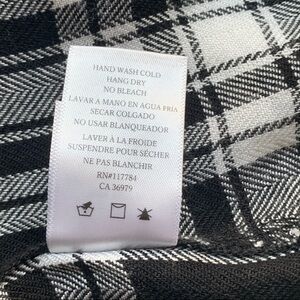 HAND WASH COLD
HANG DRY
NO BLEACH
LAVAR A MANO EN AGUA FRIA
SECAR COLGADO
NO USAR BLANQUEADOR
LAVER À LA FROIDE
SUSPENDRE POUR SÉCHER
NE PAS BLANCHIR
RN#117784
CA 36979